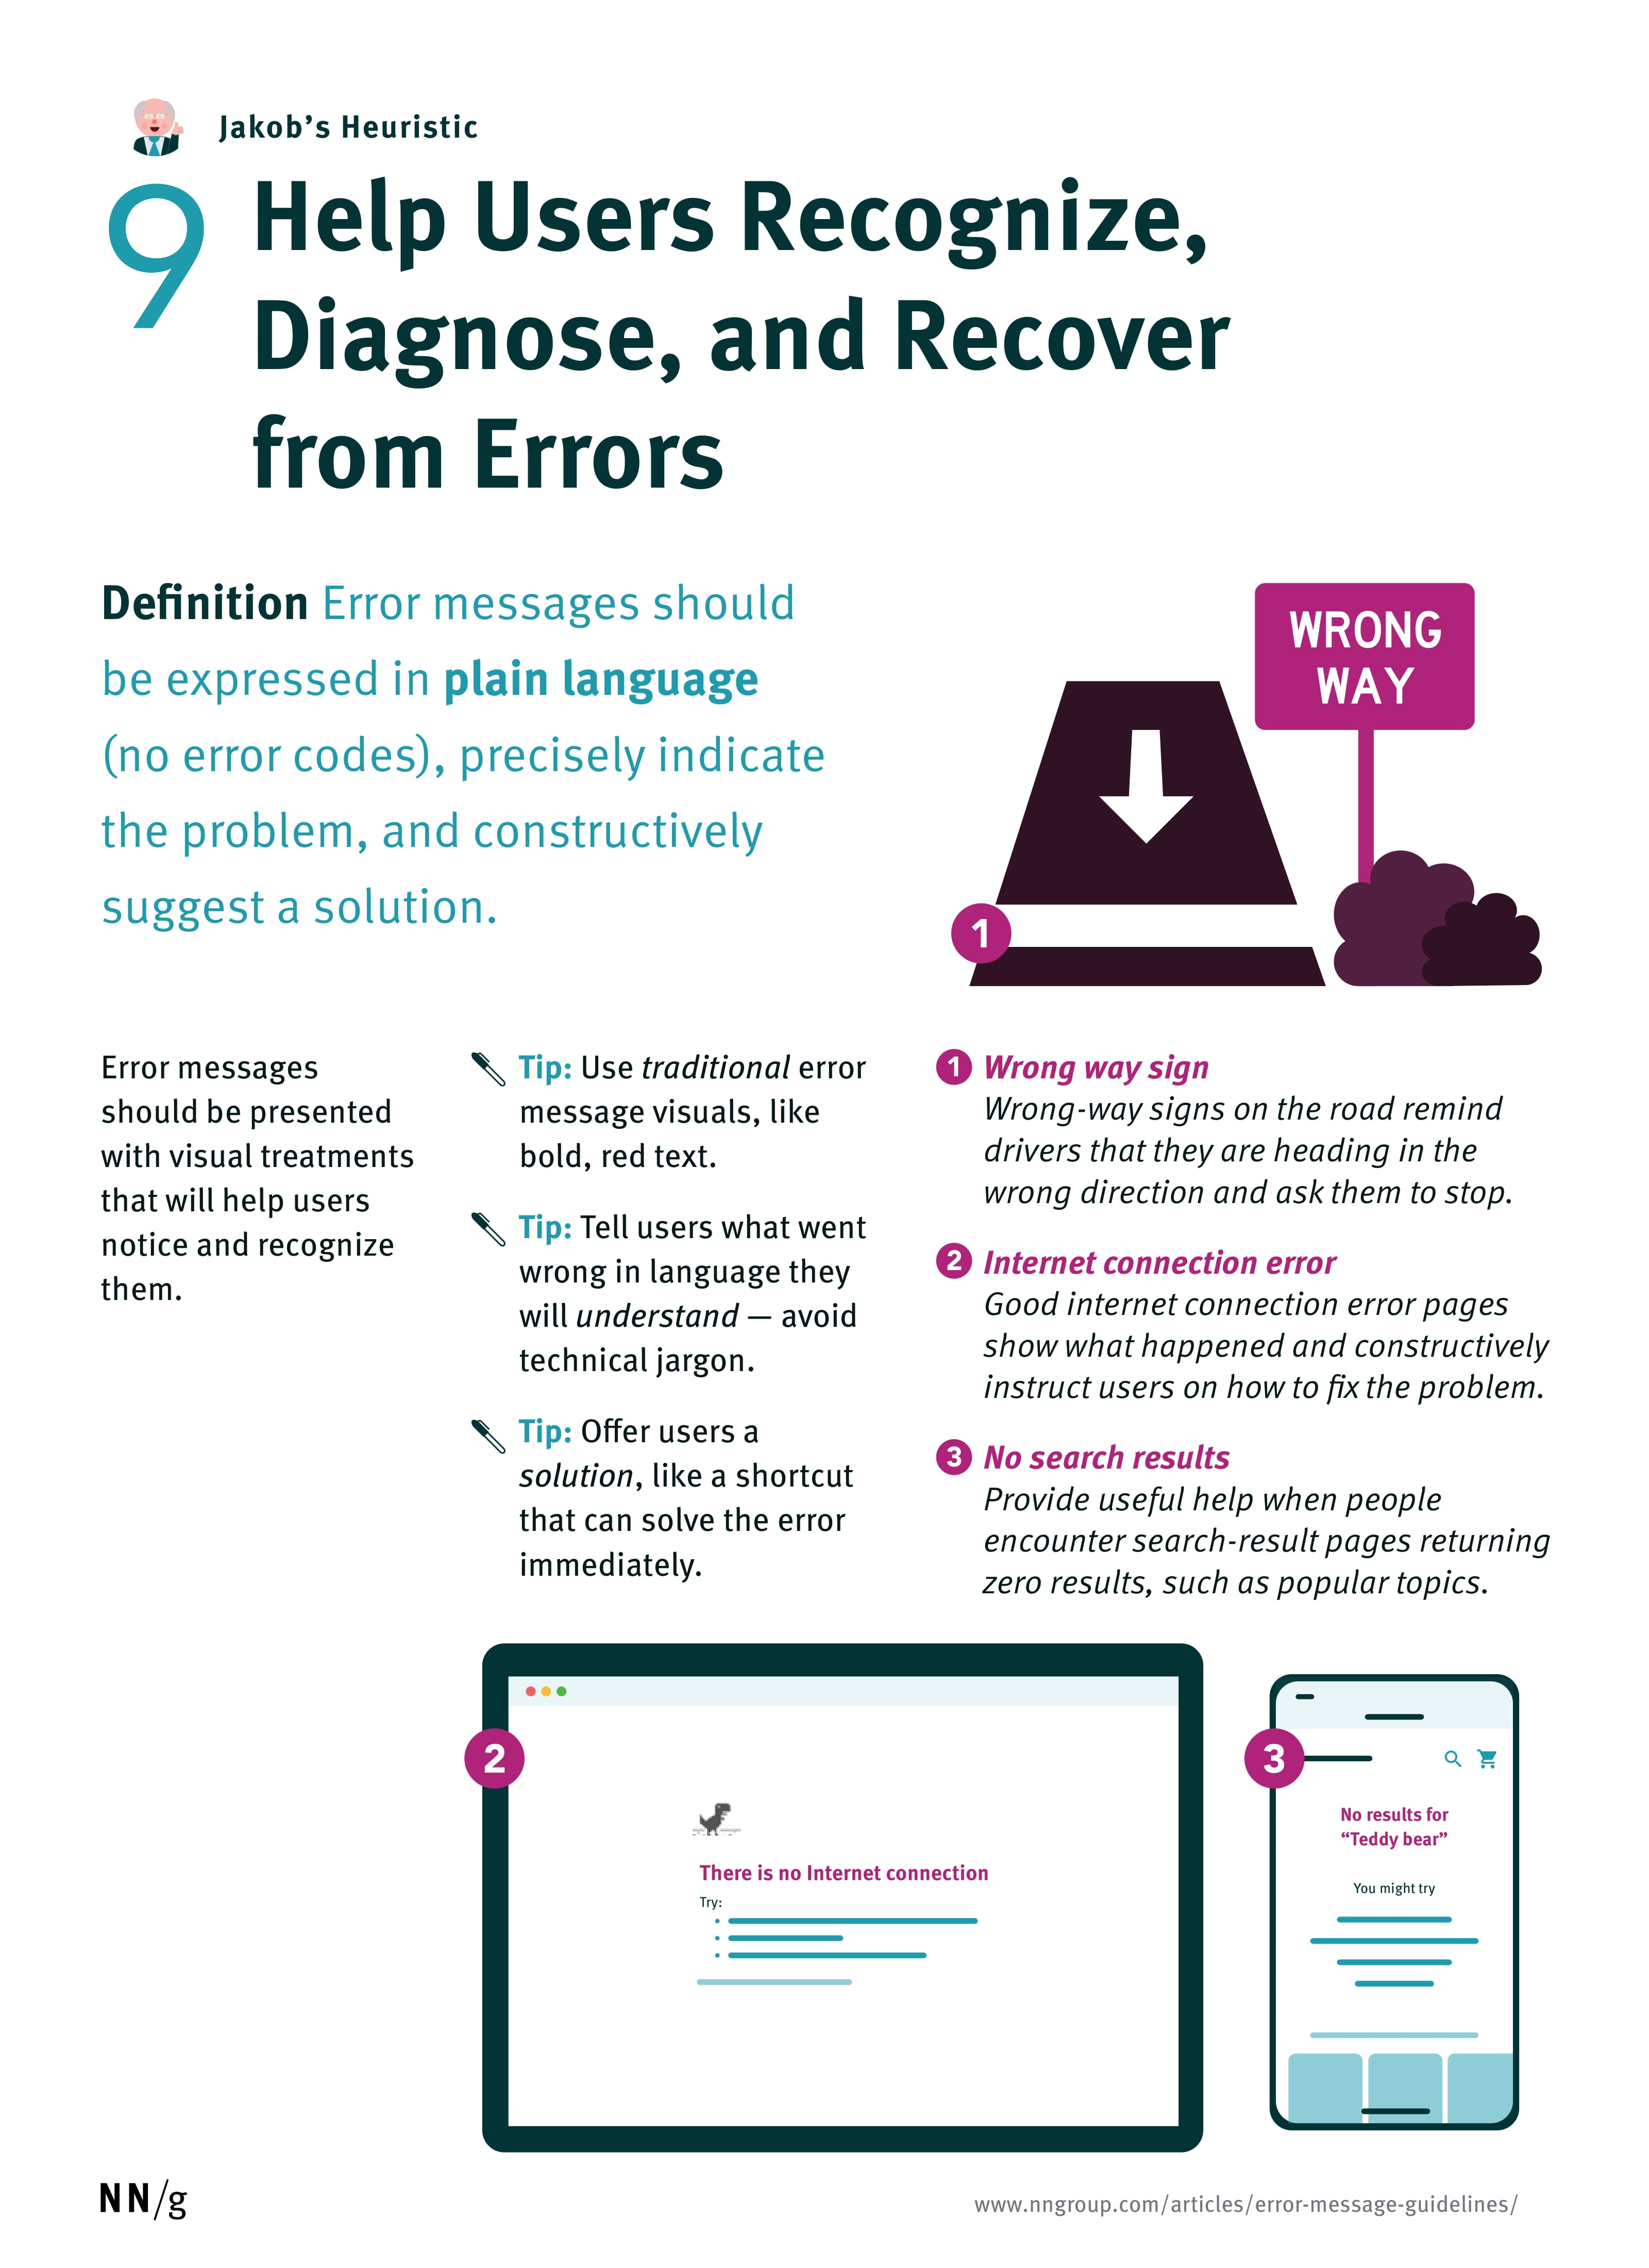 Jakob’s Heuristic
9
Help Users Recognize,
Diagnose, and Recover
from Errors
Definition Error messages should
be expressed in plain language
(no error codes), precisely indicate
the problem, and constructively
suggest a solution.
WRONG
WAY
1
Error messages
should be presented
with visual treatments
that will help users
notice and recognize
them.
Tip: Use traditional error
message visuals, like
bold, red text.
Tip: Tell users what went
wrong in language they
will understand — avoid
technical jargon.
Tip: Offer users a
solution, like a shortcut
that can solve the error
immediately.
1 Wrong way sign
Wrong-way signs on the road remind
drivers that they are heading in the
wrong direction and ask them to stop.
2 Internet connection error
Good internet connection error pages
show what happened and constructively
instruct users on how to fix the problem.
3 No search results
Provide useful help when people
encounter search-result pages returning
zero results, such as popular topics.
2
There is no Internet connection
Try:
3
No results for
“Teddy bear”
You might try
NN/g
www.nngroup.com/articles/error-message-guidelines/